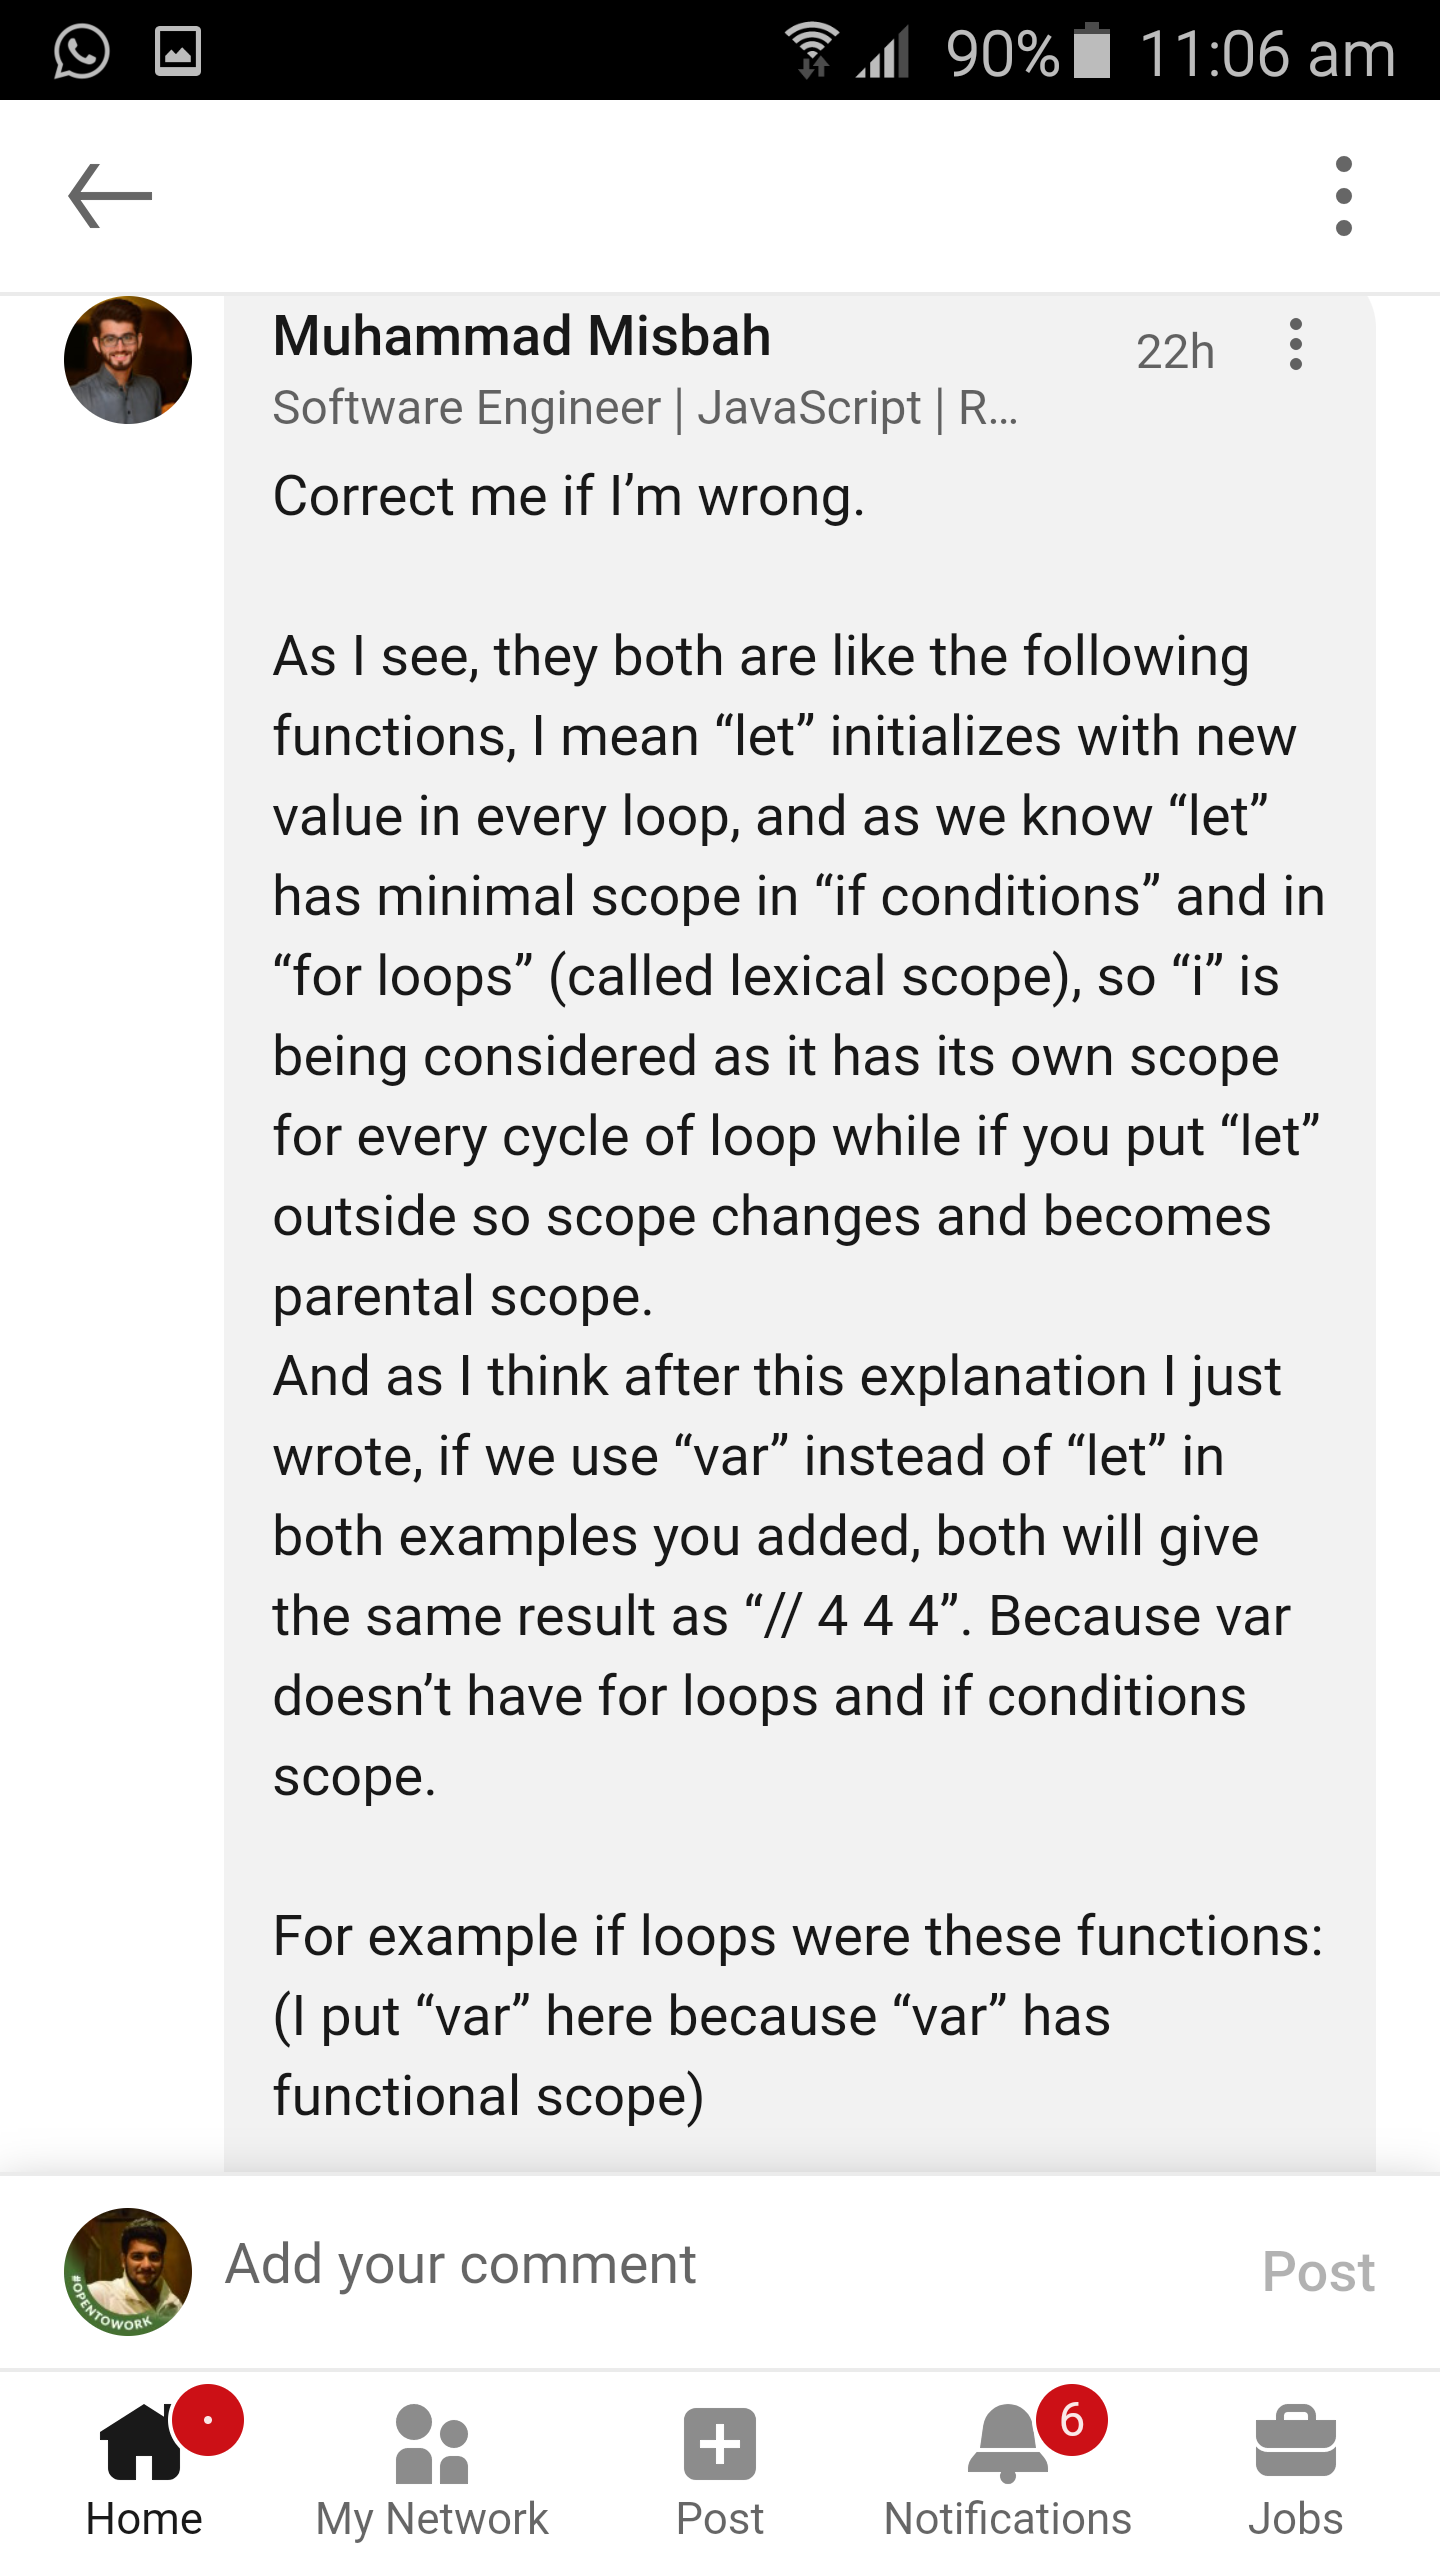 90% 11:06 am
Muhammad Misbah
22h
Software Engineer | JavaScript | R...
Correct me if I’m wrong.
As I see, they both are like the following
functions, I mean “let” initializes with new
value in every loop, and as we know “let”
has minimal scope in “if conditions” and in
“for loops” (called lexical scope), so “i” is
being considered as it has its own scope
for every cycle of loop while if you put “let”
outside so scope changes and becomes
parental scope.
And as I think after this explanation I just
wrote, if we use “var” instead of “let” in
both examples you added, both will give
the same result as “// 4 4 4”. Because var
doesn’t have for loops and if conditions
scope.
For example if loops were these functions:
(I put “var” here because “var” has
functional scope)
#OPENTOWORK
Add your comment
Post
6
Home
My Network
Post
Notifications
Jobs